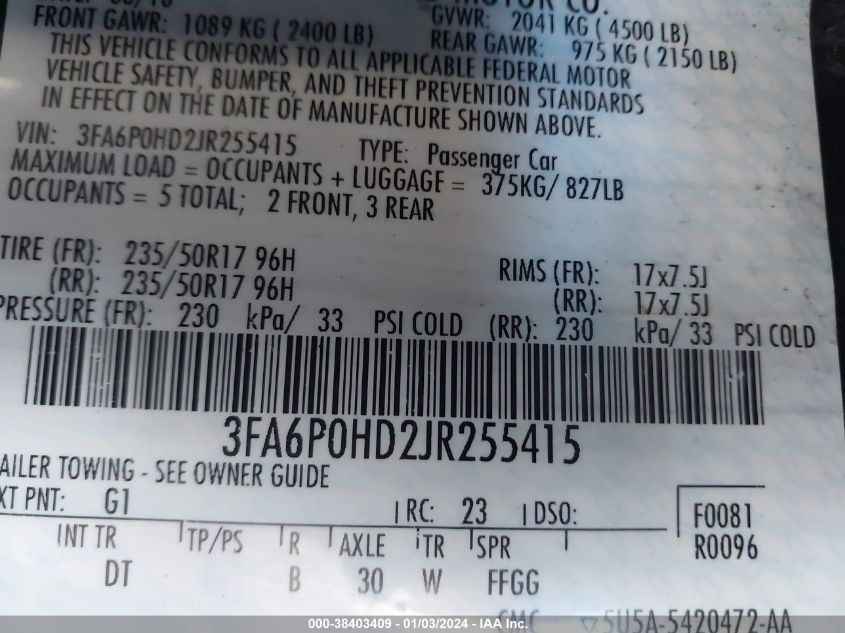 MOTOR CO.
FRONT GAWR: 1089 KG ( 2400 LB) GVWR: 2041 KG ( 4500 LB)
REAR GAWR: 975 KG ( 2150 LB)
THIS VEHICLE CONFORMS TO ALL APPLICABLE FEDERAL MOTOR
VEHICLE SAFETY, BUMPER, AND THEFT PREVENTION STANDARDS
IN EFFECT ON THE DATE OF MANUFACTURE SHOWN ABOVE.
VIN: 3FA6P0HD2JR255415 TYPE: Passenger Car
MAXIMUM LOAD = OCCUPANTS + LUGGAGE = 375KG/ 827LB
OCCUPANTS = 5 TOTAL; 2 FRONT, 3 REAR
TIRE (FR): 235/50R17 96H RIMS (FR): 17x7.5J
(RR): 235/50R17 96H (RR): 17x7.5J
PRESSURE (FR): 230 kPa/ 33 PSI COLD (RR): 230 kPa/ 33 PSI COLD
3FA6P0HD2JR255415
AILER TOWING - SEE OWNER GUIDE
XT PNT: G1 RC: 23 DSO: F0081
INT TR TP/PS R AXLE TR SPR R0096
DT B 30 W FFGG
5U5A-5420472-AA
000-38403409 - 01/03/2024 - IAA Inc.